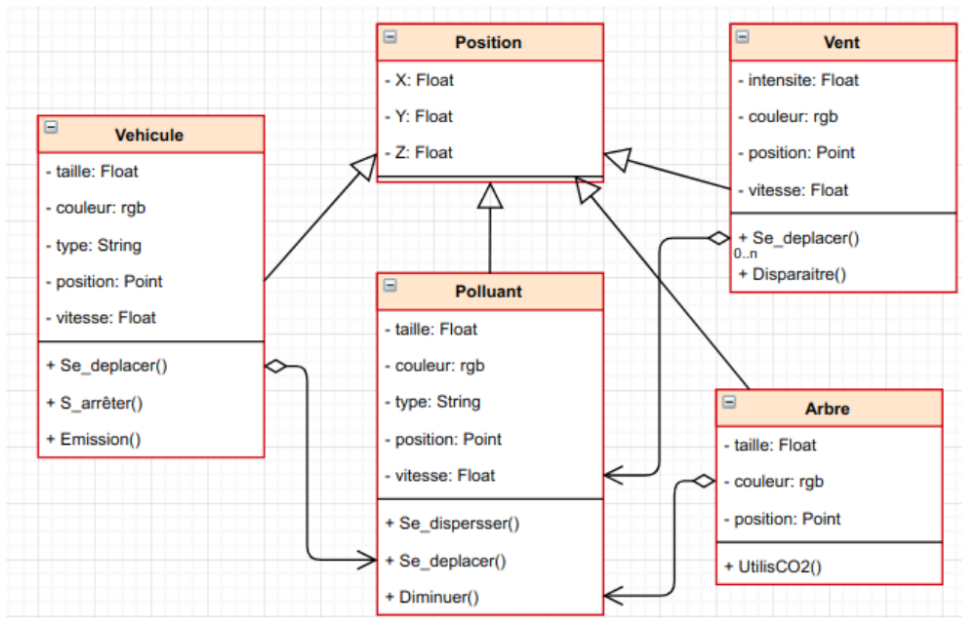 Position
- X: Float
- Y: Float
- Z: Float
Vent
- intensite: Float
- couleur: rgb
- position: Point
- vitesse: Float
+ Se_deplacer()
0..n
+ Disparaitre()
Vehicule
- taille: Float
- couleur: rgb
- type: String
- position: Point
- vitesse: Float
+ Se_deplacer()
+ S_arrêter()
+ Emission()
Polluant
- taille: Float
- couleur: rgb
- type: String
- position: Point
- vitesse: Float
+ Se_dispersser()
+ Se_deplacer()
+ Diminuer()
Arbre
- taille: Float
- couleur: rgb
- position: Point
+ UtilisCO2()